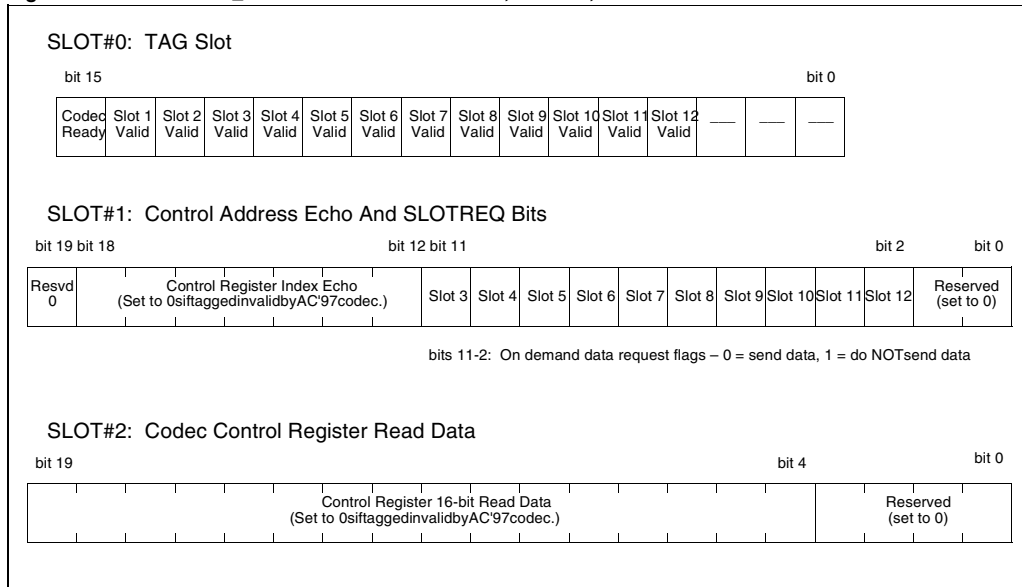 SLOT#0: TAG Slot
bit 15 bit 0
Codec Ready Slot 1 Valid Slot 2 Valid Slot 3 Valid Slot 4 Valid Slot 5 Valid Slot 6 Valid Slot 7 Valid Slot 8 Valid Slot 9 Valid Slot 10 Valid Slot 11 Valid Slot 12 Valid ___ ___ ___
SLOT#1: Control Address Echo And SLOTREQ Bits
bit 19 bit 18 bit 12 bit 11 bit 2 bit 0
Resvd 0 Control Register Index Echo (Set to 0siftaggedinvalidbyAC'97codec.) Slot 3 Slot 4 Slot 5 Slot 6 Slot 7 Slot 8 Slot 9 Slot 10 Slot 11 Slot 12 Reserved (set to 0)
bits 11-2: On demand data request flags – 0 = send data, 1 = do NOTsend data
SLOT#2: Codec Control Register Read Data
bit 19 bit 4 bit 0
Control Register 16-bit Read Data Reserved
(Set to 0siftaggedinvalidbyAC'97codec.) (set to 0)